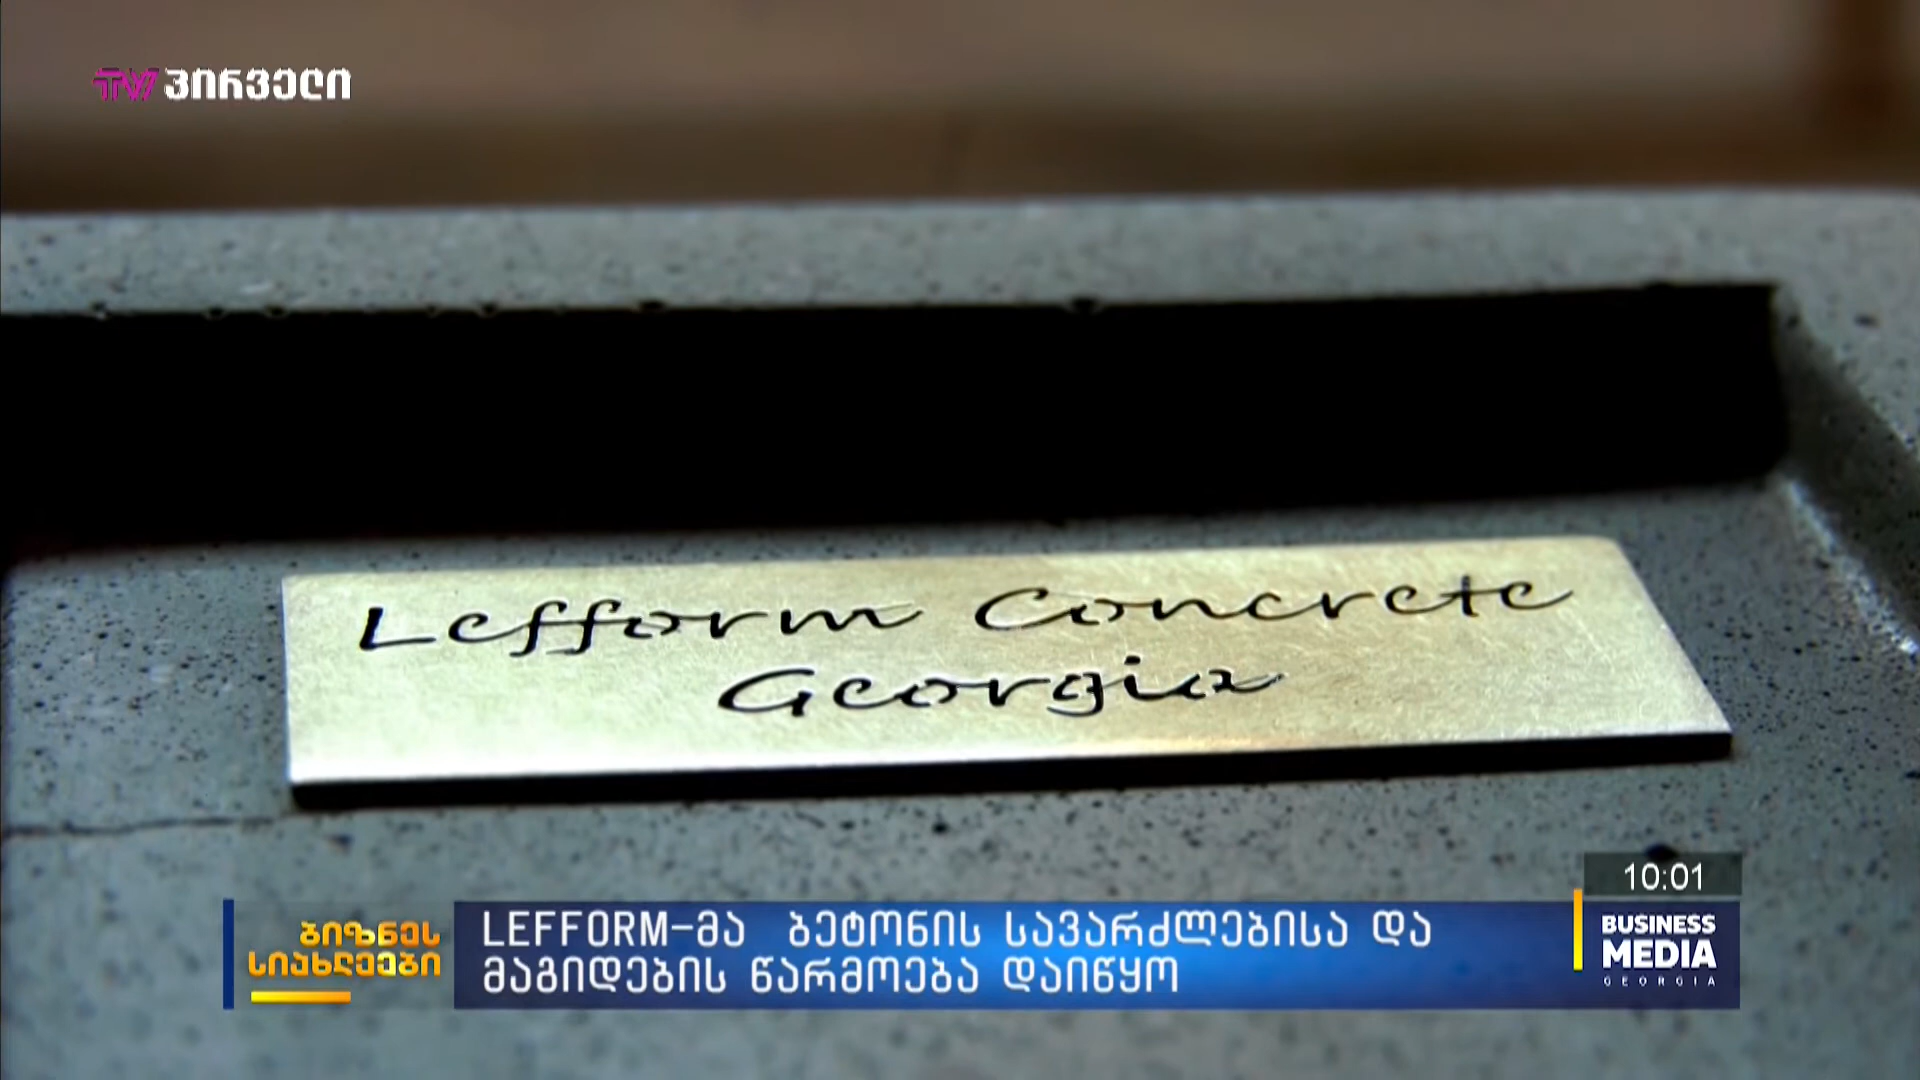 TV პირველი
Lefform Concrete
Georgia
10:01
ბიზნეს
სიახლეები
LEFFORM-მა ბეტონის სავარძლებისა და
მაგიდების წარმოება დაიწყო
BUSINESS
MEDIA
GEORGIA